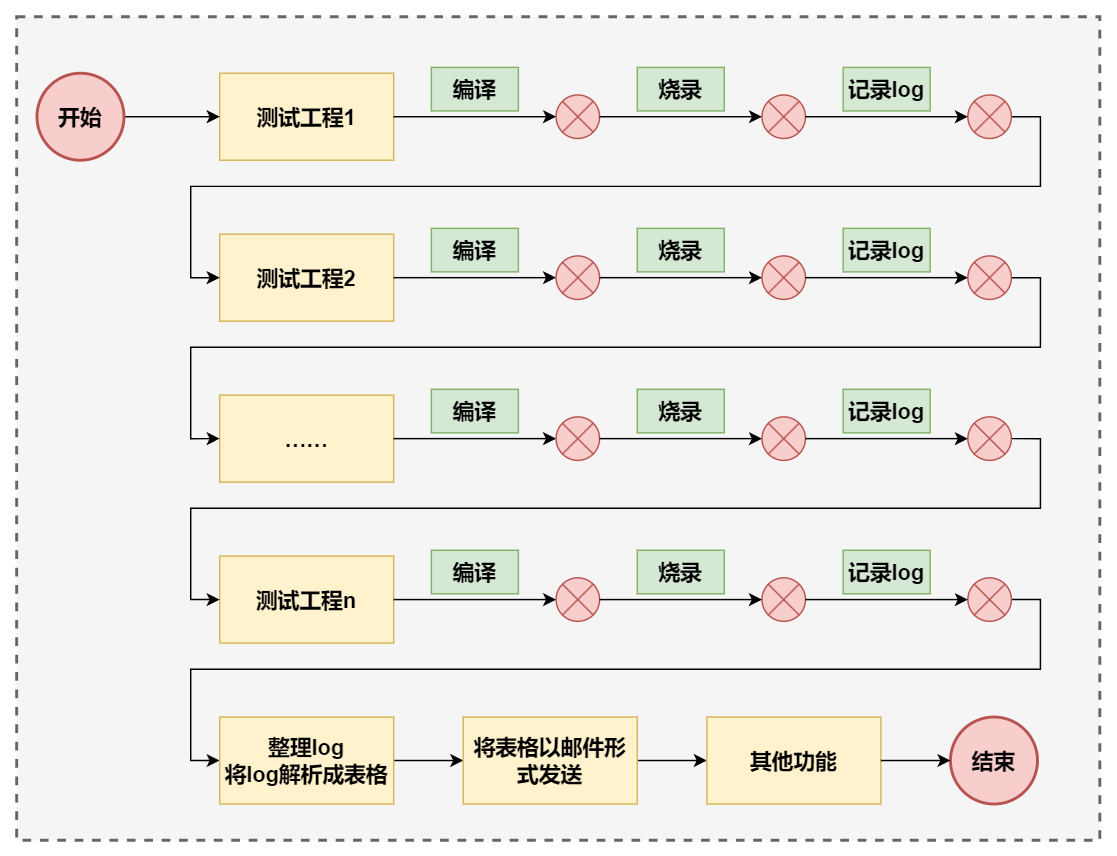 开始
测试工程1
编译
烧录
记录log
测试工程2
编译
烧录
记录log
……
编译
烧录
记录log
测试工程n
编译
烧录
记录log
整理log
将log解析成表格
将表格以邮件形
式发送
其他功能
结束